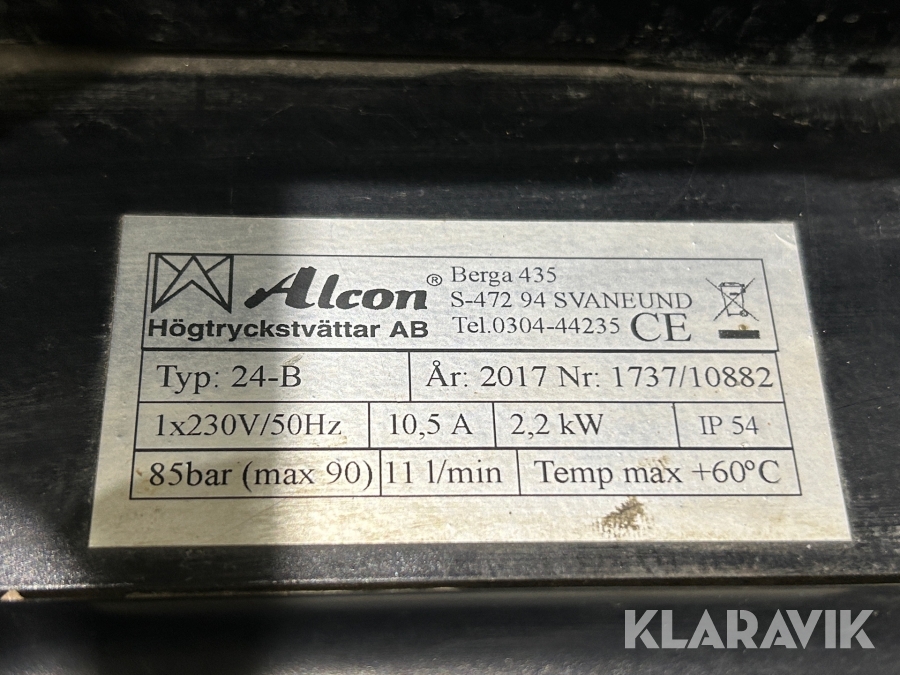 Alcon® Berga 435
S-472 94 SVANEUND
Högtryckstvättar AB Tel.0304-44235 CE
Typ: 24-B År: 2017 Nr: 1737/10882
1x230V/50Hz 10,5 A 2,2 kW IP 54
85bar (max 90) 11 l/min Temp max +60°C
KLARAVIK